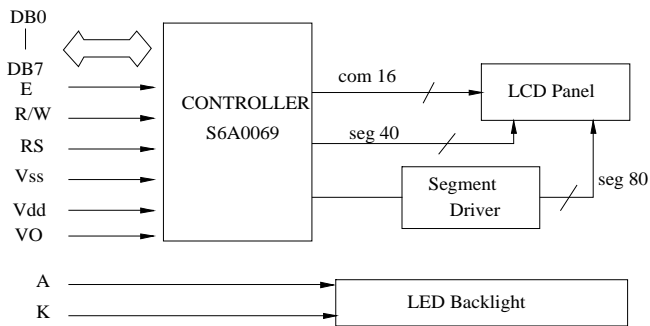 DB0
DB7
E
R/W
RS
Vss
Vdd
VO
CONTROLLER
S6A0069
com 16
seg 40
LCD Panel
Segment
Driver
seg 80
A
K
LED Backlight